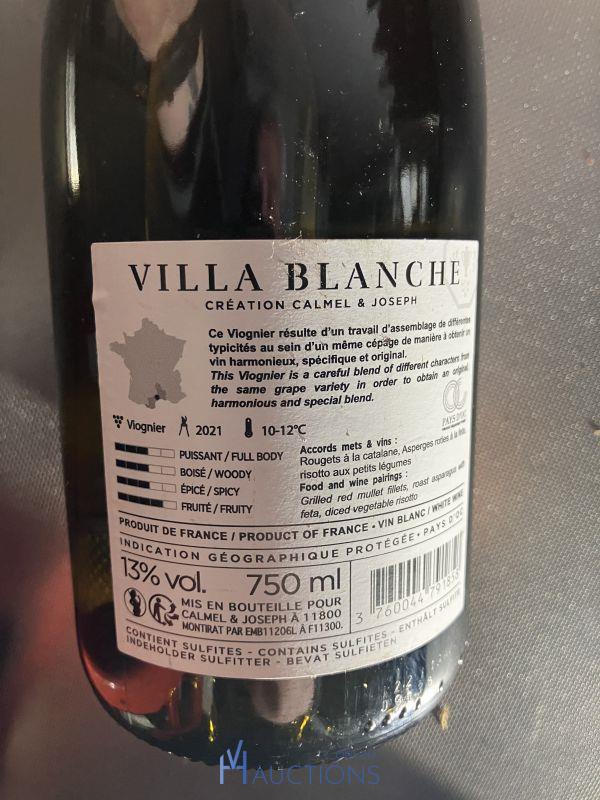 VILLA BLANCHE
CRÉATION CALMEL & JOSEPH
Ce Viognier résulte d'un travail d'assemblage de différentes
typicités au sein d'un même cépage de manière à obtenir un
vin harmonieux, spécifique et original.
This Viognier is a careful blend of different characters from
the same grape variety in order to obtain an original,
harmonious and special blend.
PAYS D'OC
Viognier 2021 10-12°C
PUISSANT / FULL BODY
BOISÉ / WOODY
ÉPICÉ / SPICY
FRUITÉ / FRUITY
Accords mets & vins :
Rougets à la catalane, Asperges roties à la feta,
risotto aux petits légumes
Food and wine pairings :
Grilled red mullet fillets, roast asparagus with
feta, diced vegetable risotto
PRODUIT DE FRANCE / PRODUCT OF FRANCE • VIN BLANC / WHITE WINE
INDICATION GÉOGRAPHIQUE PROTÉGÉE • PAYS D'OC
13% vol. 750 ml
MIS EN BOUTEILLE POUR
CALMEL & JOSEPH À 11800
MONTIRAT PAR EMB11206L À F11300.
3 760044 791858
CONTIENT SULFITES - CONTAINS SULFITES - ENTHÄLT SULFITE
INDEHOLDER SULFITTER - BEVAT SULFIETEN
AUCTIONS